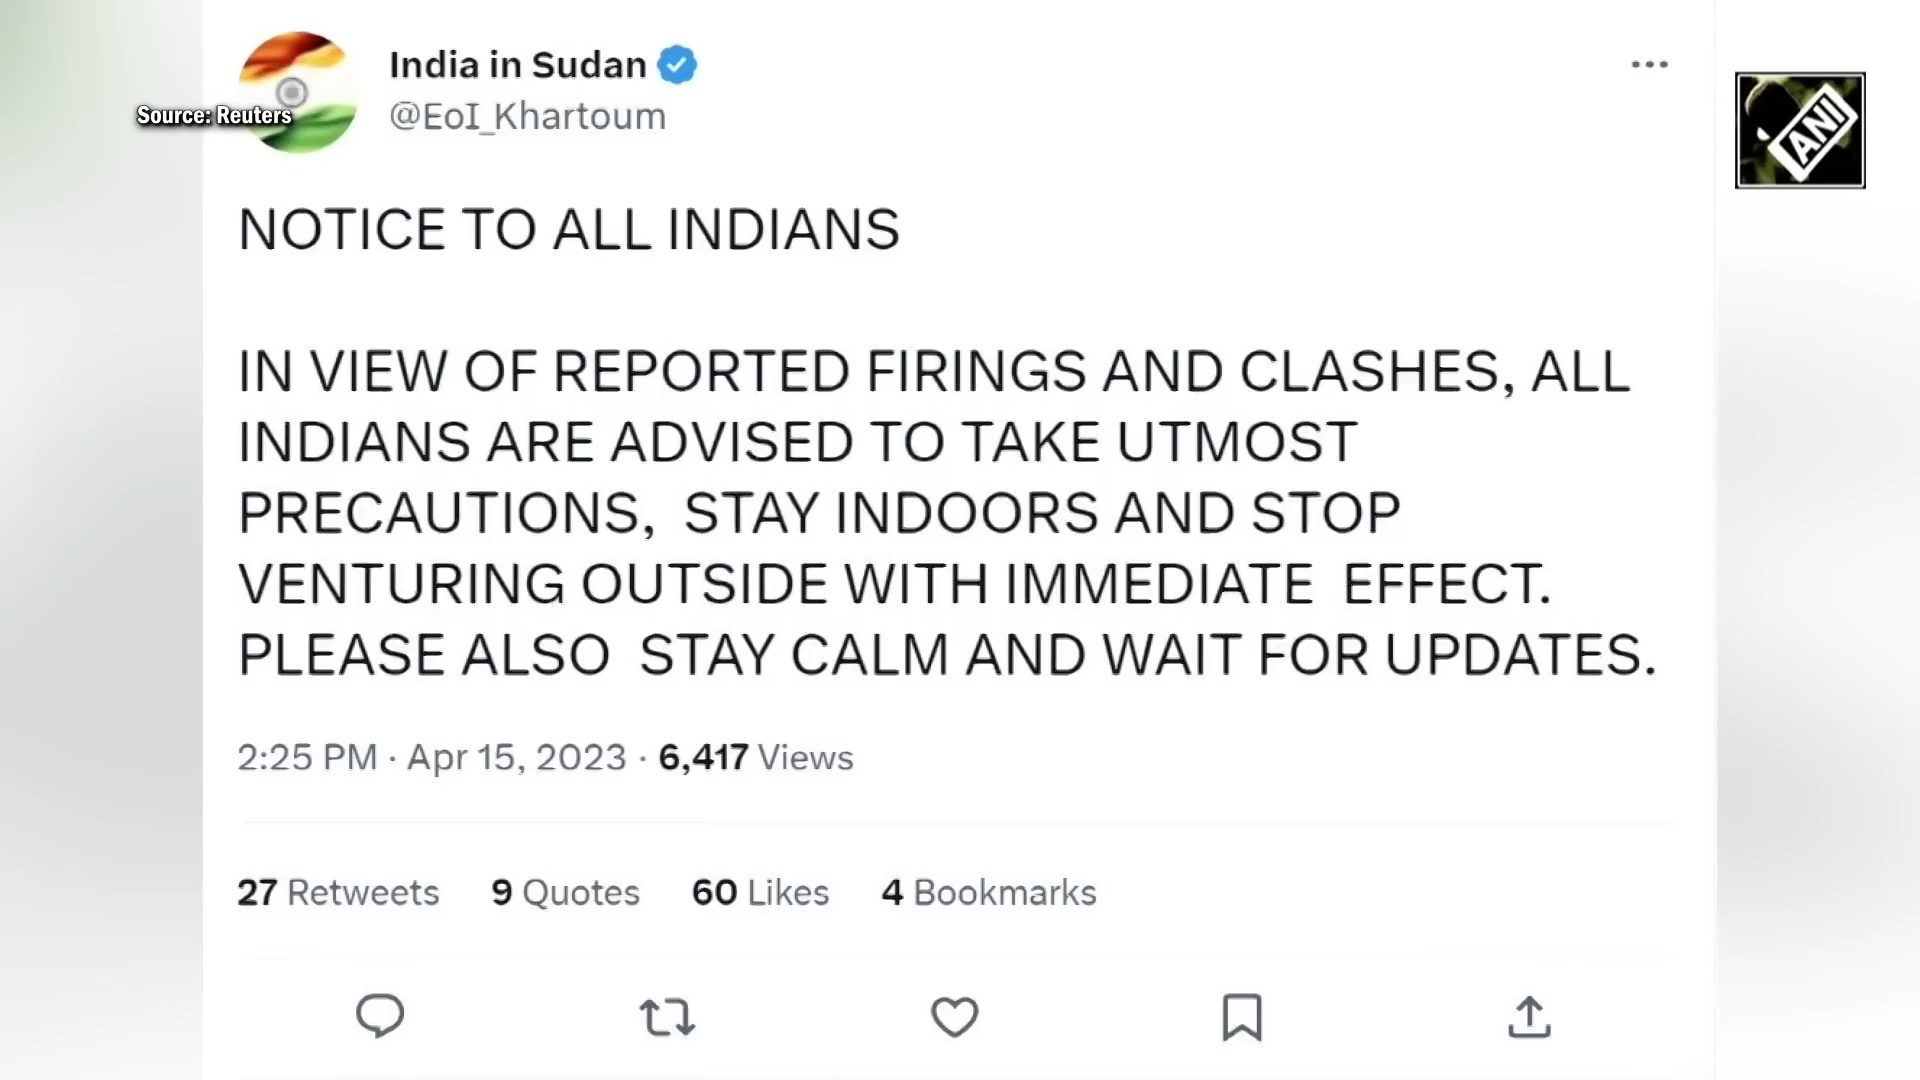 India in Sudan
@EoI_Khartoum
Source: Reuters
ANI
NOTICE TO ALL INDIANS
IN VIEW OF REPORTED FIRINGS AND CLASHES, ALL
INDIANS ARE ADVISED TO TAKE UTMOST
PRECAUTIONS,  STAY INDOORS AND STOP
VENTURING OUTSIDE WITH IMMEDIATE  EFFECT.
PLEASE ALSO  STAY CALM AND WAIT FOR UPDATES.
2:25 PM · Apr 15, 2023 · 6,417 Views
27 Retweets 9 Quotes 60 Likes 4 Bookmarks